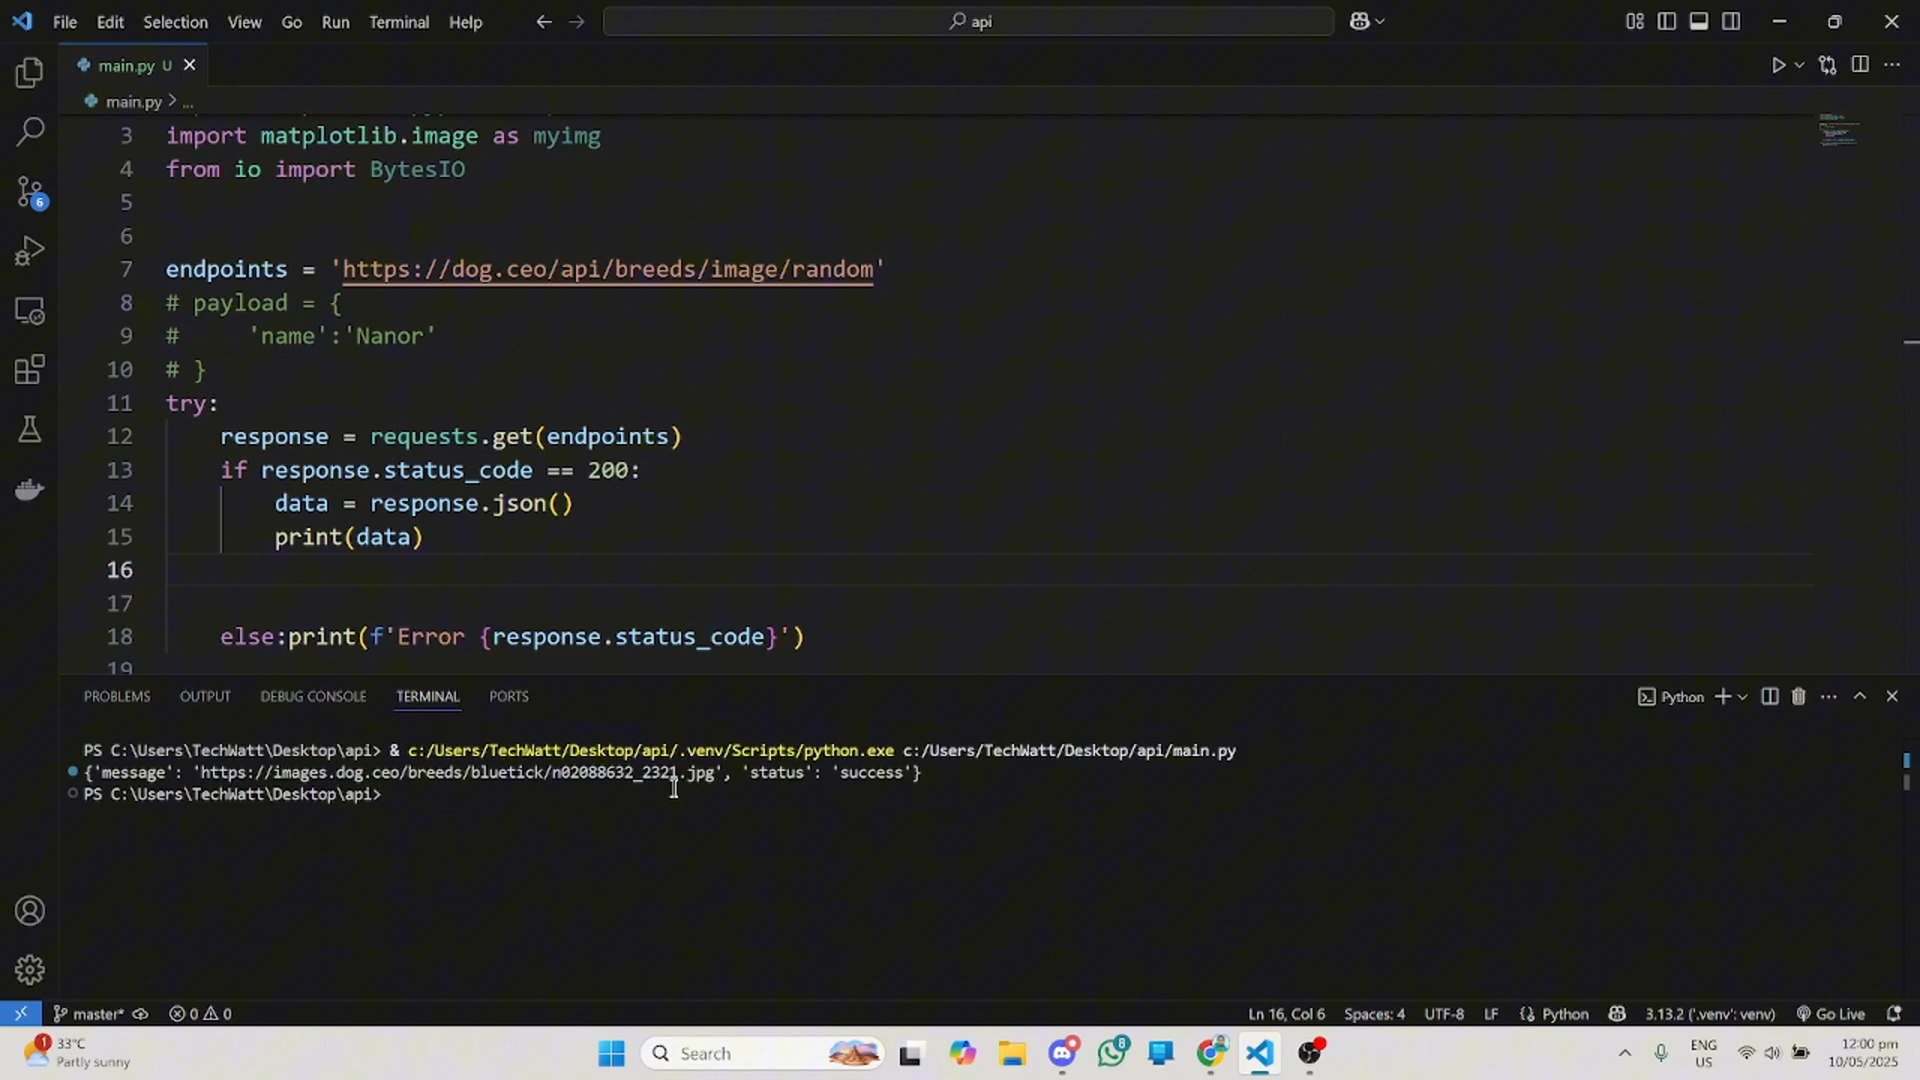 File Edit Selection View Go Run Terminal Help
api
main.py U
main.py > ...
3 import matplotlib.image as myimg
4 from io import BytesIO
5
6
7 endpoints = 'https://dog.ceo/api/breeds/image/random'
8 # payload = {
9 #     'name':'Nanor'
10 # }
11 try:
12     response = requests.get(endpoints)
13     if response.status_code == 200:
14         data = response.json()
15         print(data)
16
17
18     else:print(f'Error {response.status_code}')
19
6
PROBLEMS OUTPUT DEBUG CONSOLE TERMINAL PORTS
Python
PS C:\Users\TechWatt\Desktop\api> & c:/Users/TechWatt/Desktop/api/.venv/Scripts/python.exe c:/Users/TechWatt/Desktop/api/main.py
{'message': 'https://images.dog.ceo/breeds/bluetick/n02088632_2321.jpg', 'status': 'success'}
PS C:\Users\TechWatt\Desktop\api>
master* 0 0 Ln 16, Col 6 Spaces: 4 UTF-8 LF Python 3.13.2 ('.venv': venv) Go Live
1 33°C
Partly sunny
Search
8
ENG
US
12:00 pm
10/05/2025